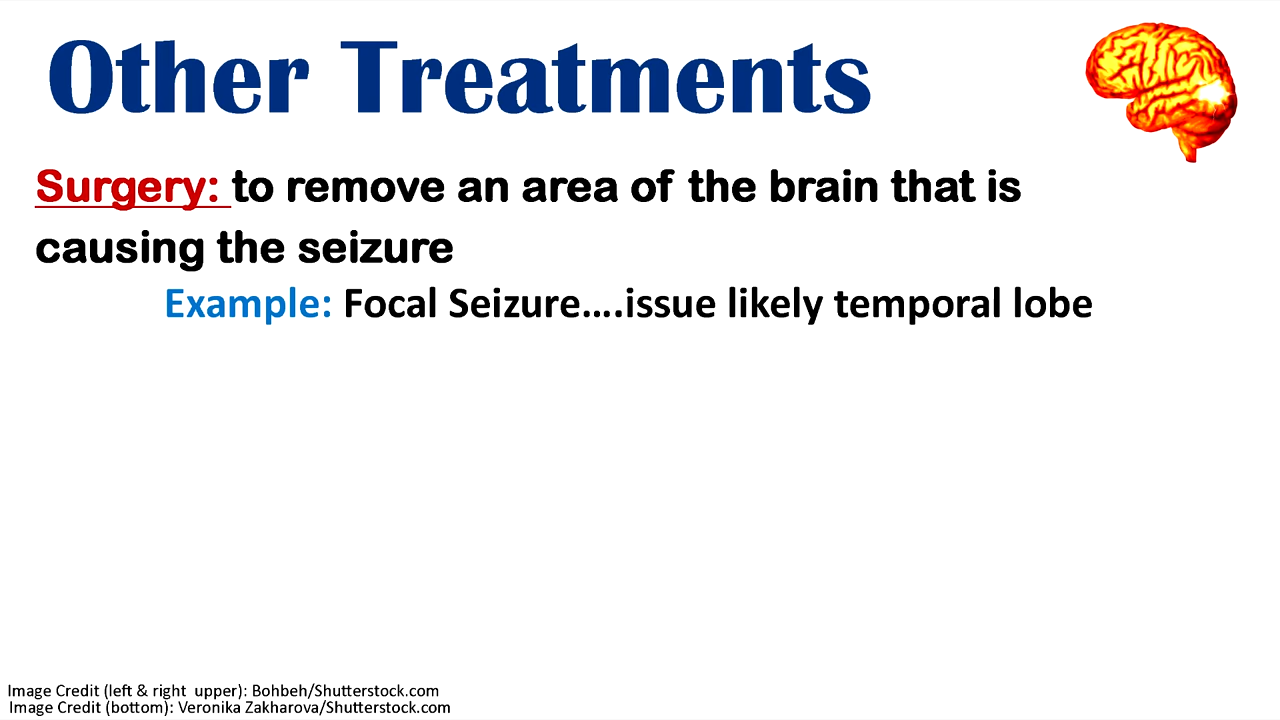 Other Treatments
Surgery: to remove an area of the brain that is
causing the seizure
Example: Focal Seizure....issue likely temporal lobe
Image Credit (left & right upper): Bohbeh/Shutterstock.com
Image Credit (bottom): Veronika Zakharova/Shutterstock.com